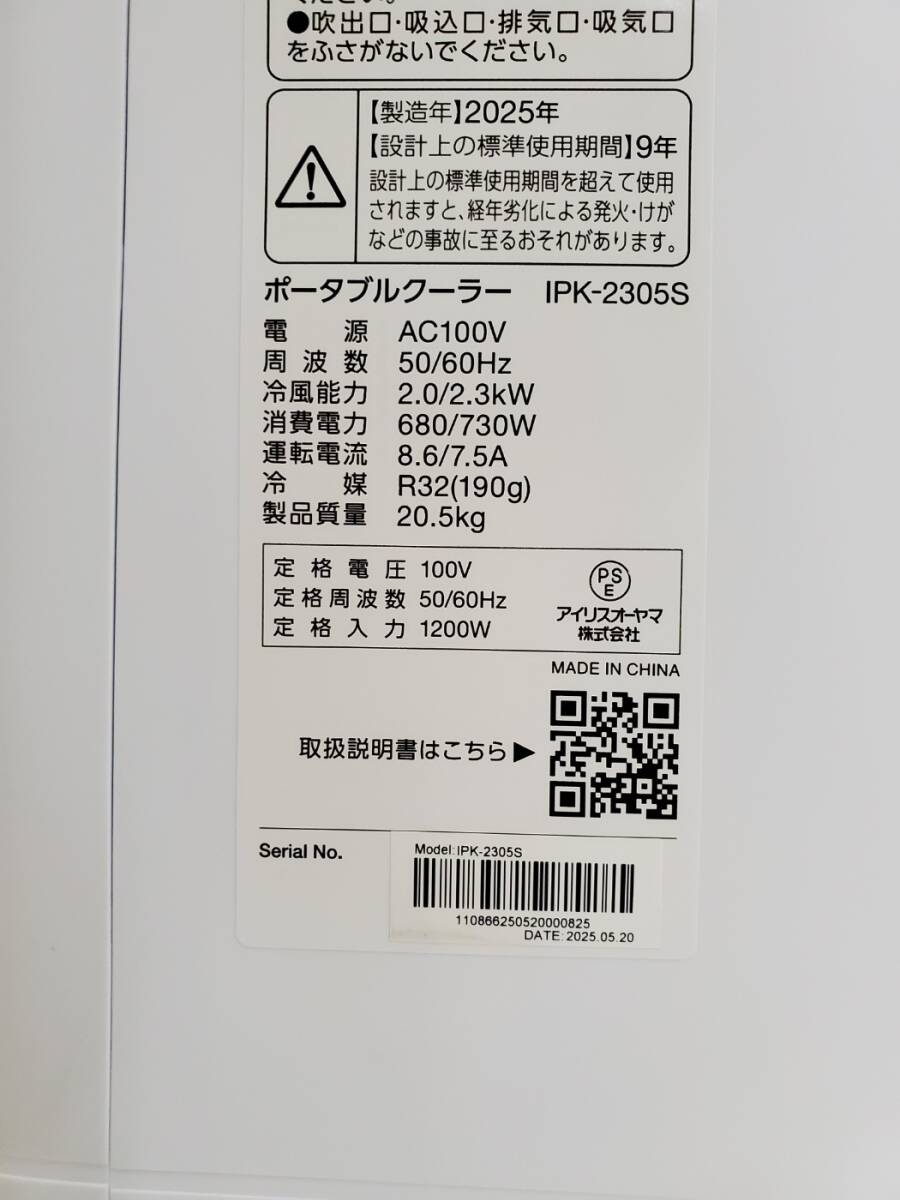 ください。
●吹出口・吸込口・排気口・吸気口
をふさがないでください。
【製造年】2025年
【設計上の標準使用期間】9年
設計上の標準使用期間を超えて使用
されますと、経年劣化による発火・けが
などの事故に至るおそれがあります。
ポータブルクーラー IPK-2305S
電源 AC100V
周波数 50/60Hz
冷風能力 2.0/2.3kW
消費電力 680/730W
運転電流 8.6/7.5A
冷媒 R32(190g)
製品質量 20.5kg
定格電圧 100V
定格周波数 50/60Hz
定格入力 1200W
PS
E
アイリスオーヤマ
株式会社
MADE IN CHINA
取扱説明書はこちら▶
Serial No.
Model:IPK-2305S
110866250520000825
DATE:2025.05.20